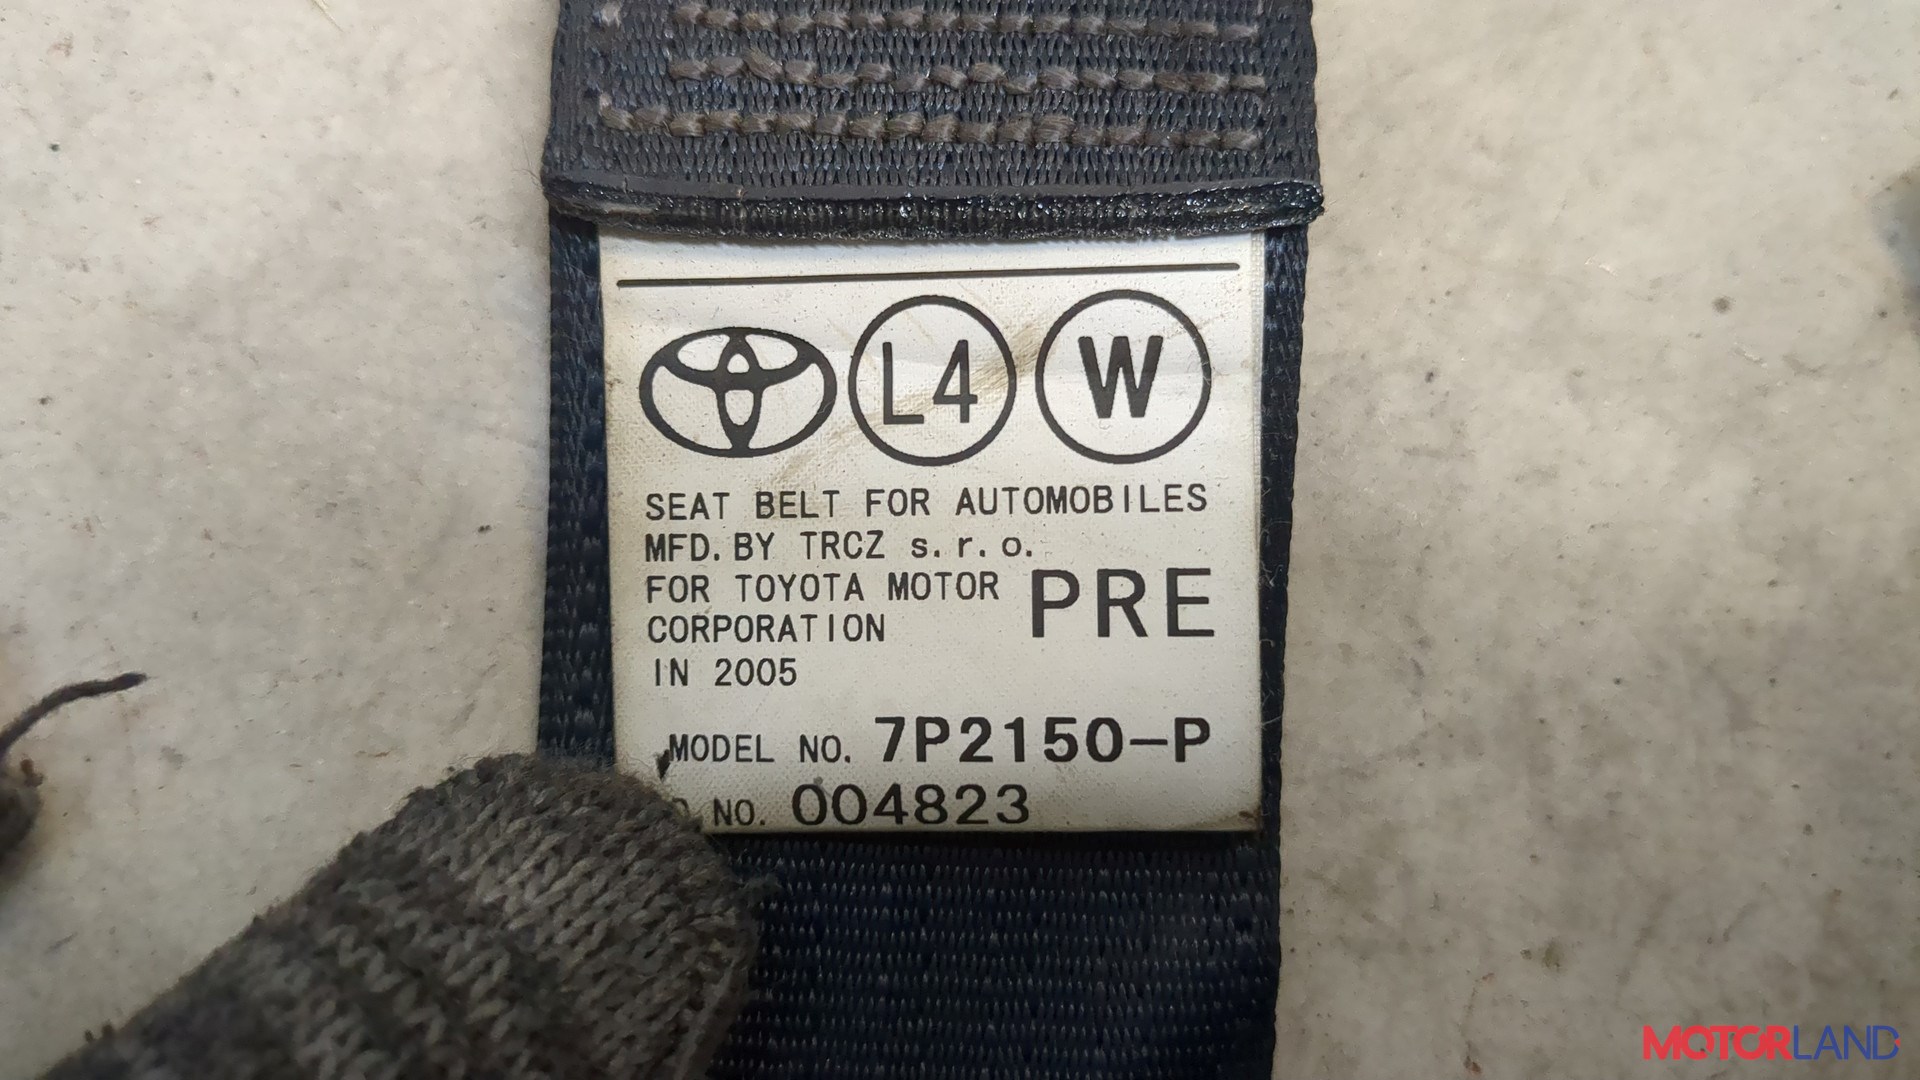 L4 W
SEAT BELT FOR AUTOMOBILES
MFD. BY TRCZ s. r. o.
FOR TOYOTA MOTOR
CORPORATION
PRE
IN 2005
MODEL NO. 7P2150-P
NO. 004823
MOTORLAND